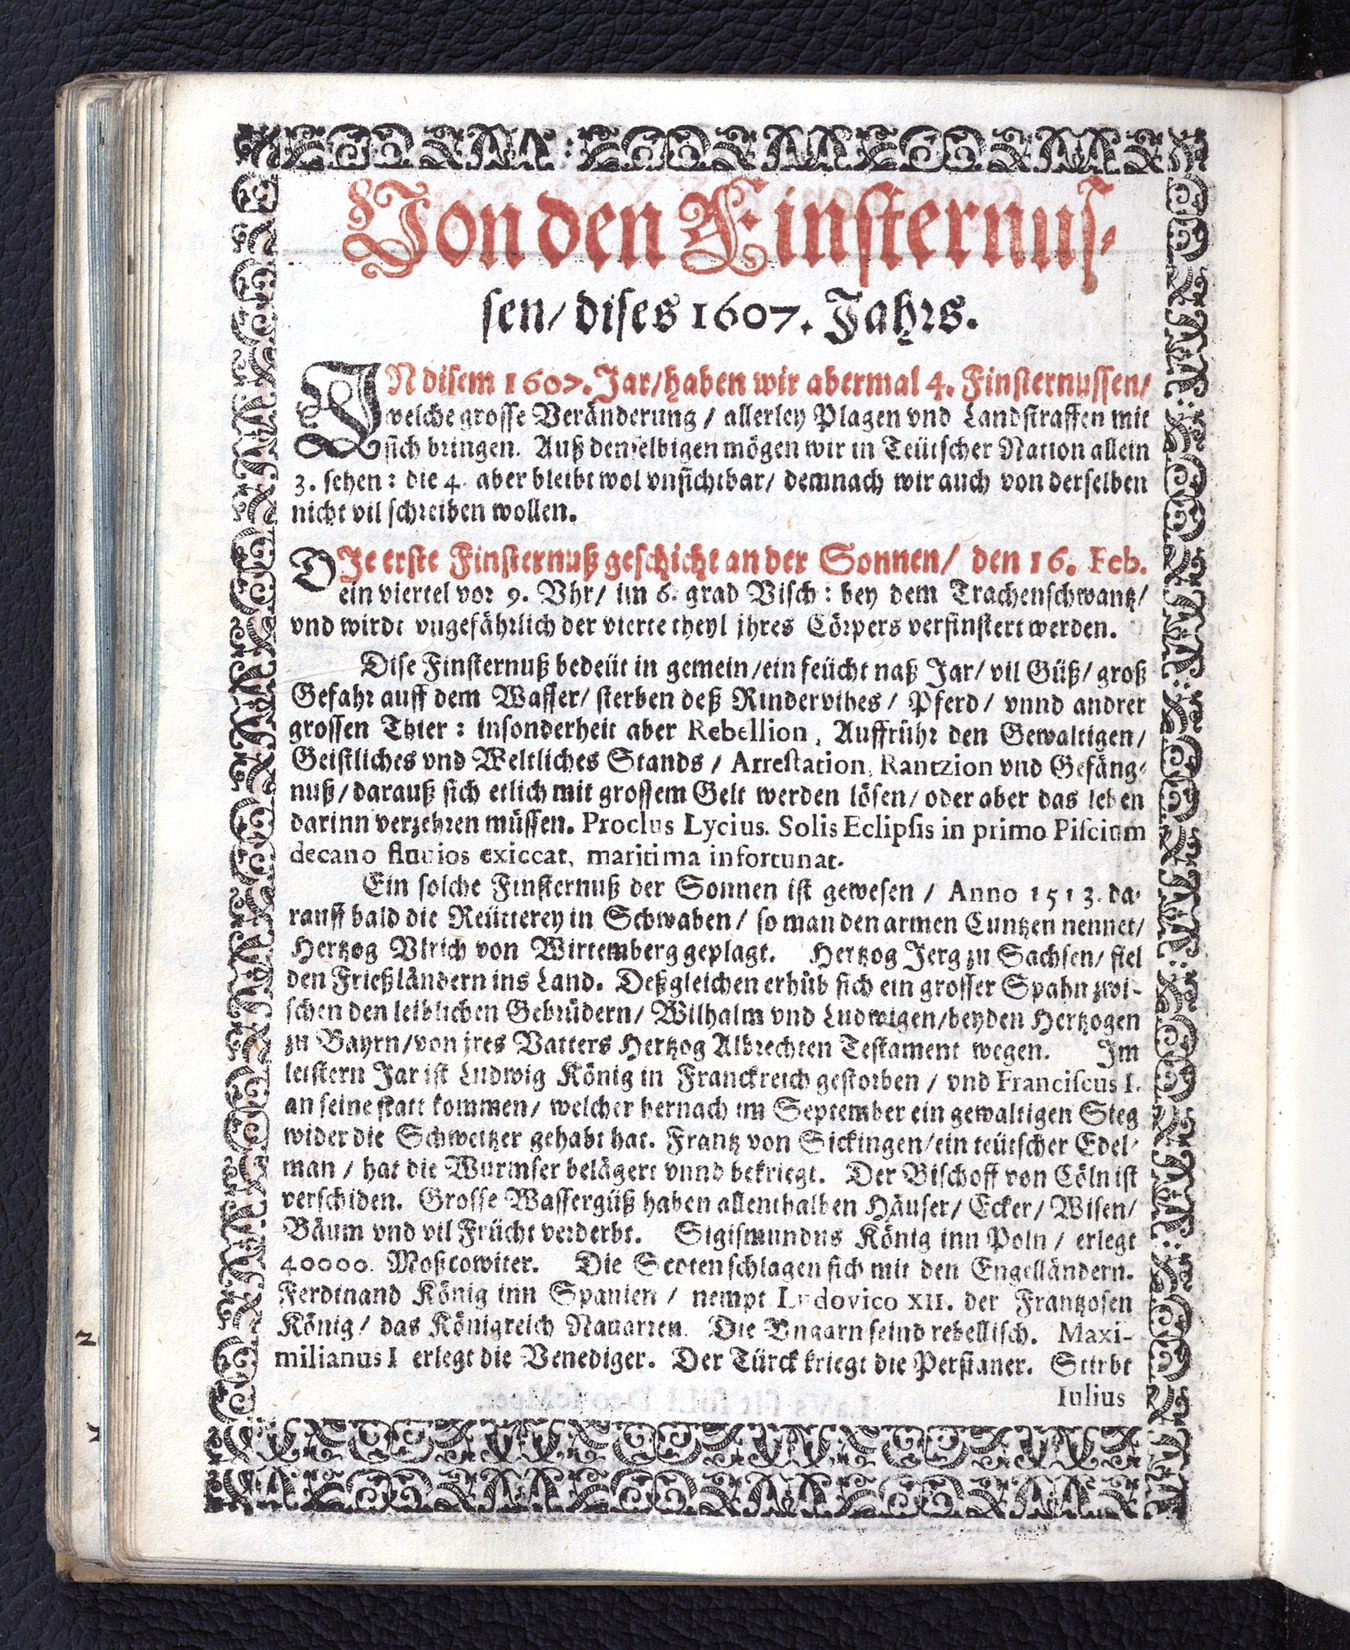 Von den Finsternus-
sen/ dises 1607. Jahrs.
IN disem 1607. Jar/ haben wir abermal 4. Finsternussen/
welche grosse Veränderung / allerley Plagen vnd Landstraffen mit
sich bringen. Auß denselbigen mögen wir in Teütscher Nation allein
3. sehen: die 4. aber bleibt wol vnsichtbar/ demnach wir auch von derselben
nicht vil schreiben wollen.
DIe erste Finsternuß geschicht an der Sonnen/ den 16. Feb.
ein viertel vor 9. Vhr/ im 6. grad Visch: bey dem Trachenschwantz/
vnd wirdt vngefährlich der vierte theyl jhres Cörpers verfinstert werden.
Dise Finsternuß bedeüt in gemein/ ein feücht naß Jar/ vil Güß/ groß
Gefahr auff dem Wasser/ sterben deß Rindervihes / Pferd / vnnd andrer
grossen Thier: insonderheit aber Rebellion, Auffrühr den Gewaltigen/
Geistliches vnd Weltliches Stands / Arrestation, Rantzion vnd Gefäng-
nuß/ darauß sich etlich mit grossem Gelt werden lösen/ oder aber das leben
darinn verzehren müssen. Proclus Lycius. Solis Eclipsis in primo Piscium
decano fluuios exiccat, maritima infortunat.
Ein solche Finsternuß der Sonnen ist gewesen / Anno 1513. da-
rauff bald die Reütterey in Schwaben/ so man den armen Cuntzen nennet/
Hertzog Vlrich von Wirtemberg geplagt. Hertzog Jerg zu Sachsen/ fiel
den Frießländern ins Land. Deßgleichen erhüb sich ein grosser Spahn zwi-
schen den leiblichen Gebrüdern/ Wilhalm vnd Ludwigen/ beyden Hertzogen
zu Bayrn/ von jres Vatters Hertzog Albrechten Testament wegen. Im
leistern Jar ist Ludwig König in Franckreich gestorben / vnd Franciscus I.
an seine statt kommen/ welcher hernach im September ein gewaltigen Sieg
wider die Schweitzer gehabt hat. Frantz von Sickingen/ ein teütscher Edel-
man / hat die Wurmser belägert vnnd bekriegt. Der Bischoff von Cöln ist
verschiden. Grosse Wassergüß haben allenthalben Häuser/ Ecker/ Wisen/
Bäum vnd vil Frücht verderbt. Sigismundus König inn Poln / erlegt
40000. Moßcowiter. Die Scoten schlagen sich mit den Engelländern.
Ferdinand König inn Spanien / nempt Ludovico XII. der Frantzosen
König/ das Königreich Nauarren. Die Vngarn seind rebellisch. Maxi-
milianus I erlegt die Venediger. Der Türck kriegt die Persianer. Stirbt
Iulius
2